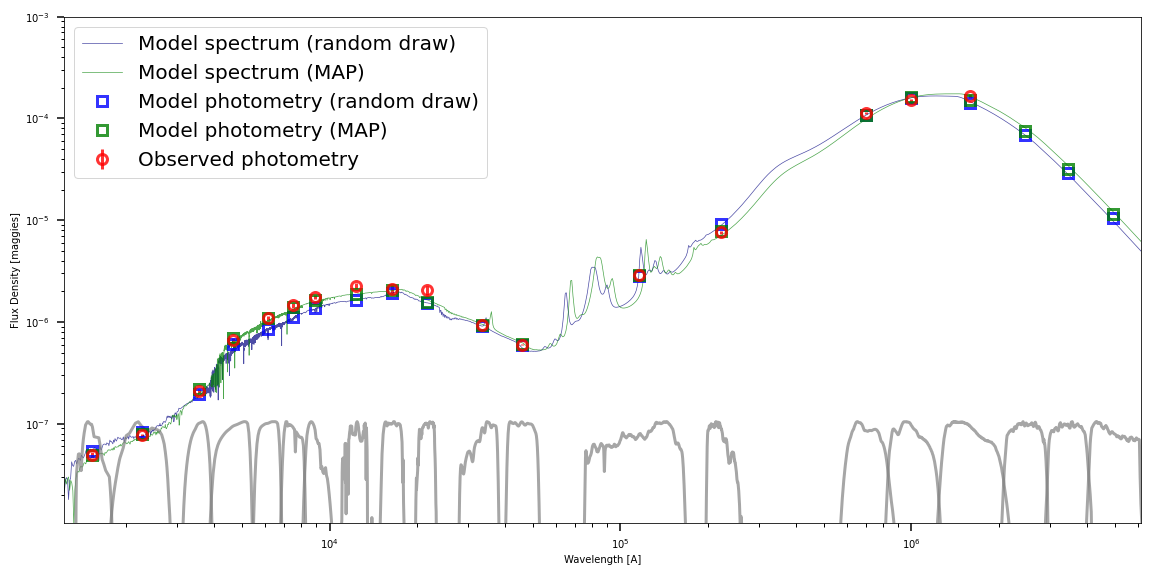 Model spectrum (random draw)
Model spectrum (MAP)
Model photometry (random draw)
Model photometry (MAP)
Observed photometry
Flux Density [maggies]
10⁻³
10⁻⁴
10⁻⁵
10⁻⁶
10⁻⁷
10⁴ 10⁵ 10⁶
Wavelength [A]